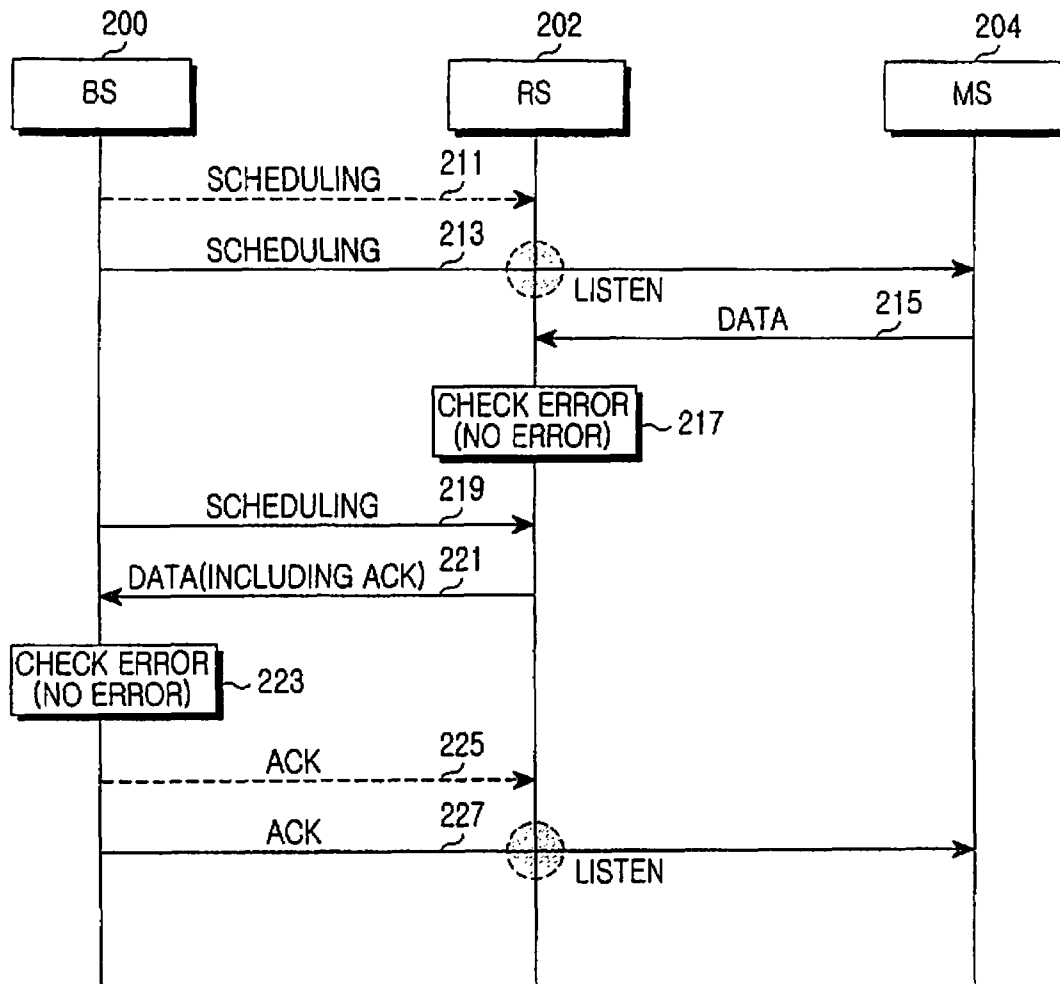 200
202
204
BS
RS
MS
SCHEDULING
211
SCHEDULING
213
LISTEN
DATA
215
CHECK ERROR
(NO ERROR)
217
SCHEDULING
219
DATA(INCLUDING ACK)
221
CHECK ERROR
(NO ERROR)
223
ACK
225
ACK
227
LISTEN